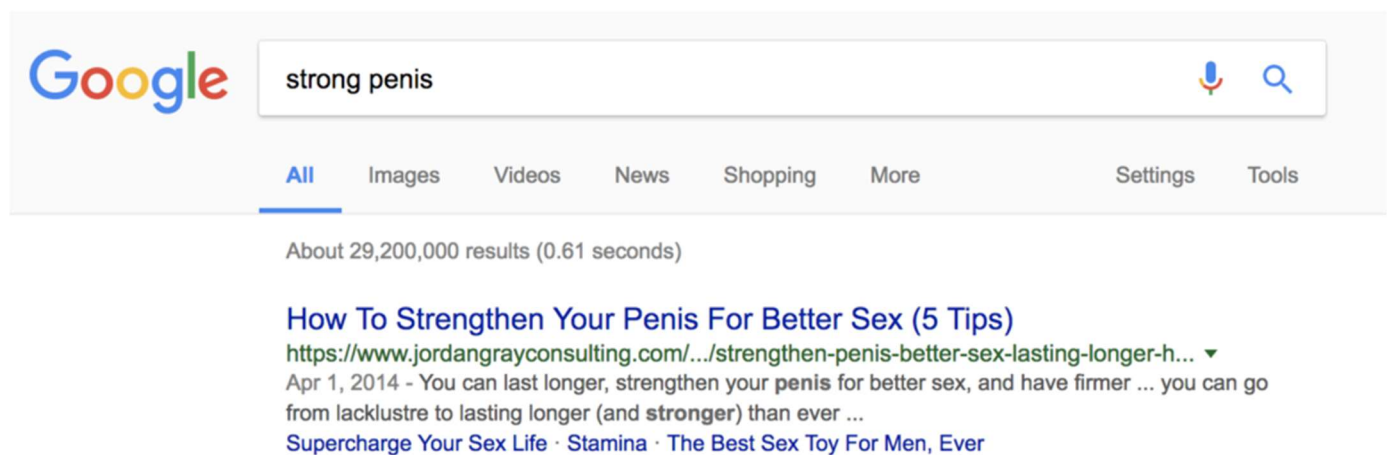 Google
strong penis
All Images Videos News Shopping More Settings Tools
About 29,200,000 results (0.61 seconds)
How To Strengthen Your Penis For Better Sex (5 Tips)
https://www.jordangrayconsulting.com/.../strengthen-penis-better-sex-lasting-longer-h...
Apr 1, 2014 - You can last longer, strengthen your penis for better sex, and have firmer ... you can go
from lacklustre to lasting longer (and stronger) than ever ...
Supercharge Your Sex Life · Stamina · The Best Sex Toy For Men, Ever